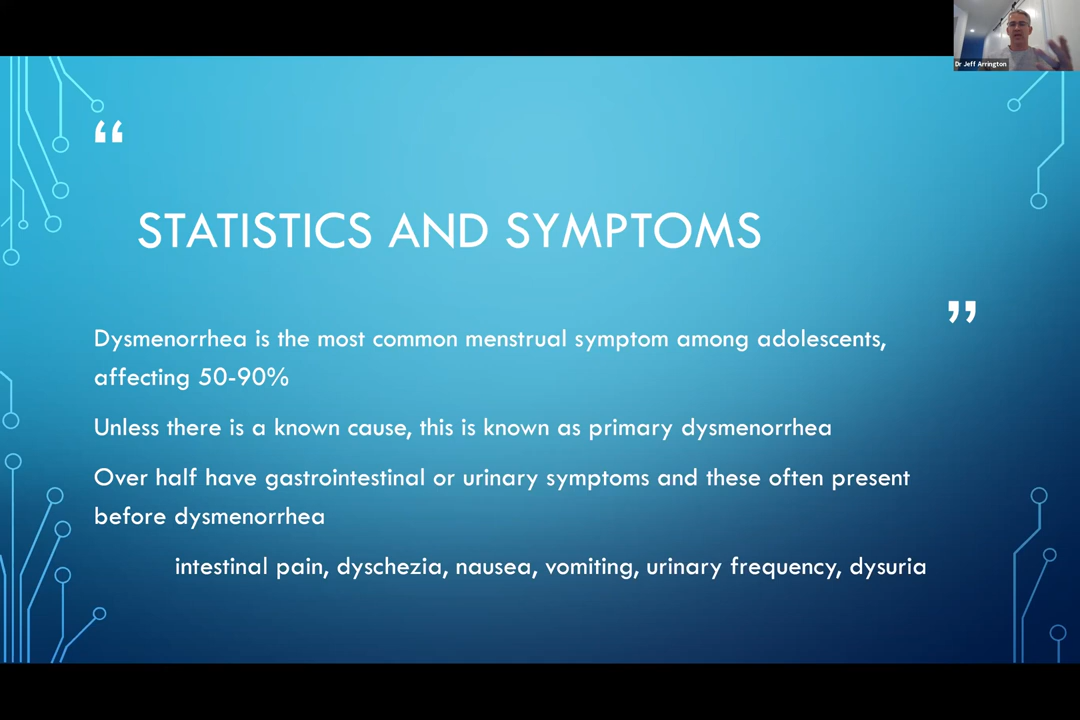 Dr Jeff Arrington
“
STATISTICS AND SYMPTOMS
”
Dysmenorrhea is the most common menstrual symptom among adolescents,
affecting 50-90%
Unless there is a known cause, this is known as primary dysmenorrhea
Over half have gastrointestinal or urinary symptoms and these often present
before dysmenorrhea
intestinal pain, dyschezia, nausea, vomiting, urinary frequency, dysuria